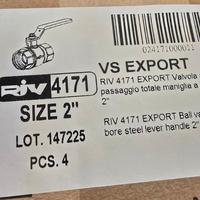 024171000011
RIV 4171
SIZE 2"
LOT. 147225
PCS. 4
VS EXPORT
RIV 4171 EXPORT Valvola
passaggio totale maniglia a
2"
RIV 4171 EXPORT Ball
bore steel lever handle 2"